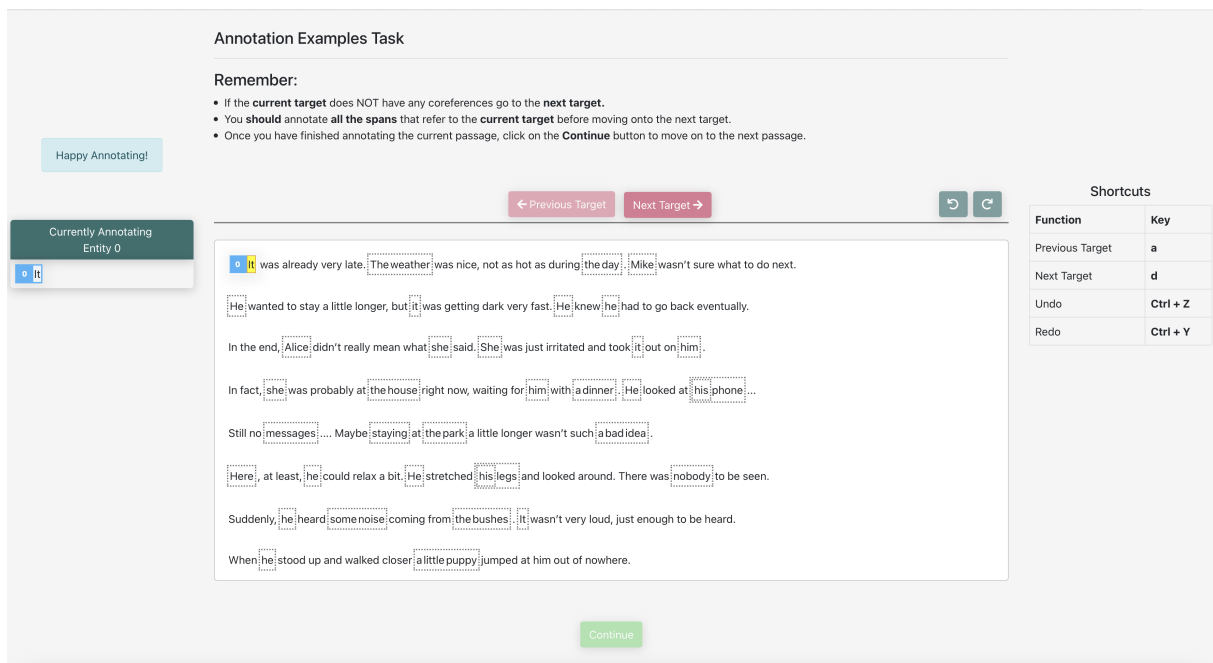 Annotation Examples Task
Remember:
• If the current target does NOT have any coreferences go to the next target.
• You should annotate all the spans that refer to the current target before moving onto the next target.
• Once you have finished annotating the current passage, click on the Continue button to move on to the next passage.
Happy Annotating!
← Previous Target
Next Target →
Currently Annotating
Entity 0
0 It
0 It was already very late. The weather was nice, not as hot as during the day . Mike wasn't sure what to do next.
He wanted to stay a little longer, but it was getting dark very fast. He knew he had to go back eventually.
In the end, Alice didn't really mean what she said. She was just irritated and took it out on him .
In fact, she was probably at the house right now, waiting for him with a dinner . He looked at his phone ...
Still no messages .... Maybe staying at the park a little longer wasn't such a bad idea .
Here , at least, he could relax a bit. He stretched his legs and looked around. There was nobody to be seen.
Suddenly, he heard some noise coming from the bushes . It wasn't very loud, just enough to be heard.
When he stood up and walked closer a little puppy jumped at him out of nowhere.
Continue
Shortcuts
Function Key
Previous Target a
Next Target d
Undo Ctrl + Z
Redo Ctrl + Y